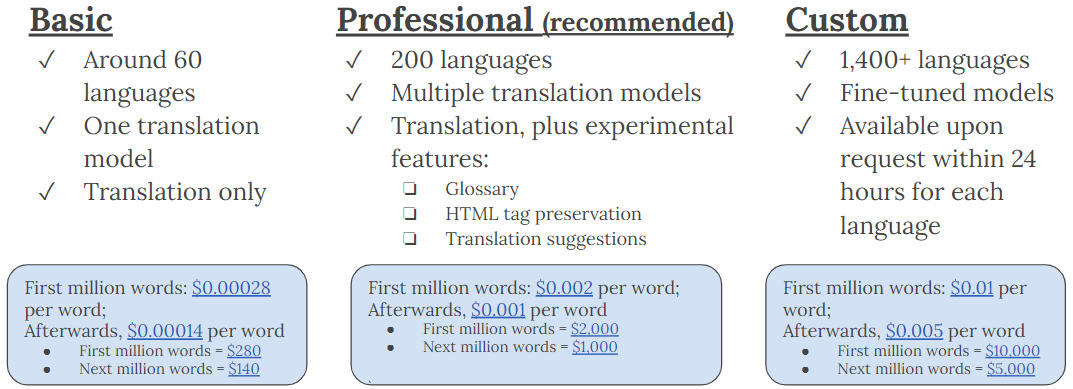 Basic
✓ Around 60
languages
✓ One translation
model
✓ Translation only
First million words: $0.00028
per word;
Afterwards, $0.00014 per word
● First million words = $280
● Next million words = $140
Professional (recommended)
✓ 200 languages
✓ Multiple translation models
✓ Translation, plus experimental
features:
❏ Glossary
❏ HTML tag preservation
❏ Translation suggestions
First million words: $0.002 per word;
Afterwards, $0.001 per word
● First million words = $2,000
● Next million words = $1,000
Custom
✓ 1,400+ languages
✓ Fine-tuned models
✓ Available upon
request within 24
hours for each
language
First million words: $0.01 per
word;
Afterwards, $0.005 per word
● First million words = $10,000
● Next million words = $5,000